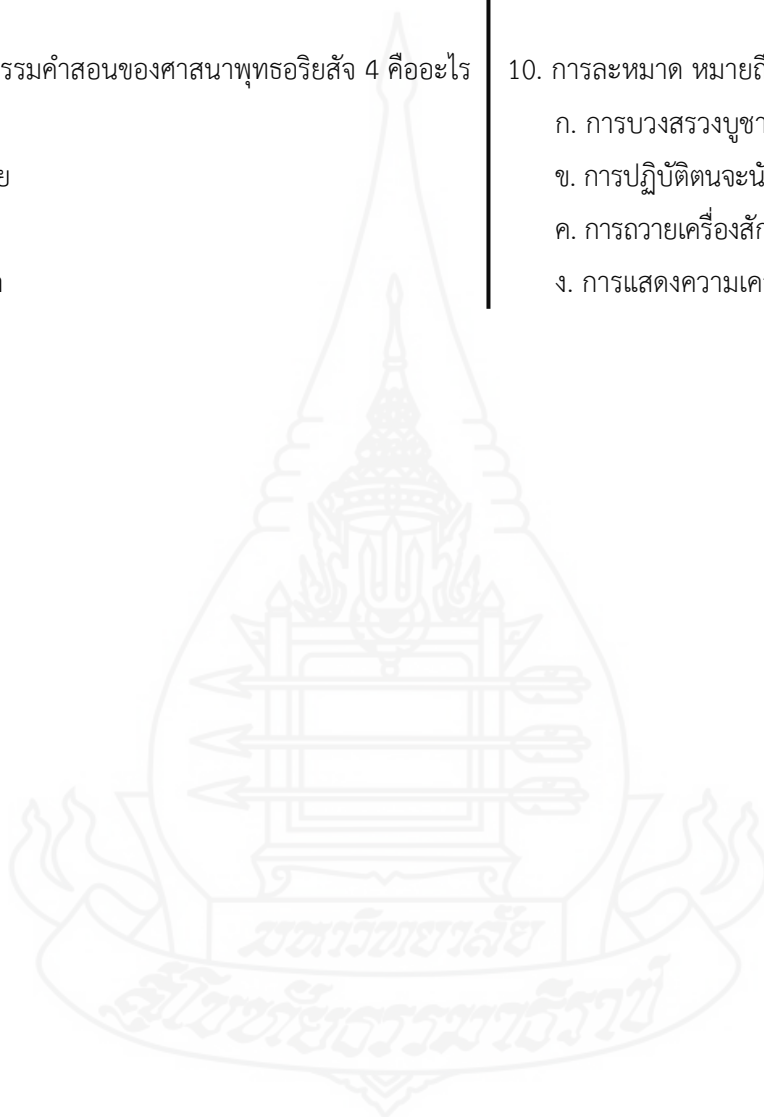 รรมคำสอนของศาสนาพุทธอริยสัจ 4 คืออะไร
ย
10. การละหมาด หมายถึ
ก. การบวงสรวงบูชา
ข. การปฏิบัติตนจะนั
ค. การถวายเครื่องสัก
ง. การแสดงความเค
มหาวิทยาลัย
สุโขทัยธรรมาธิราช